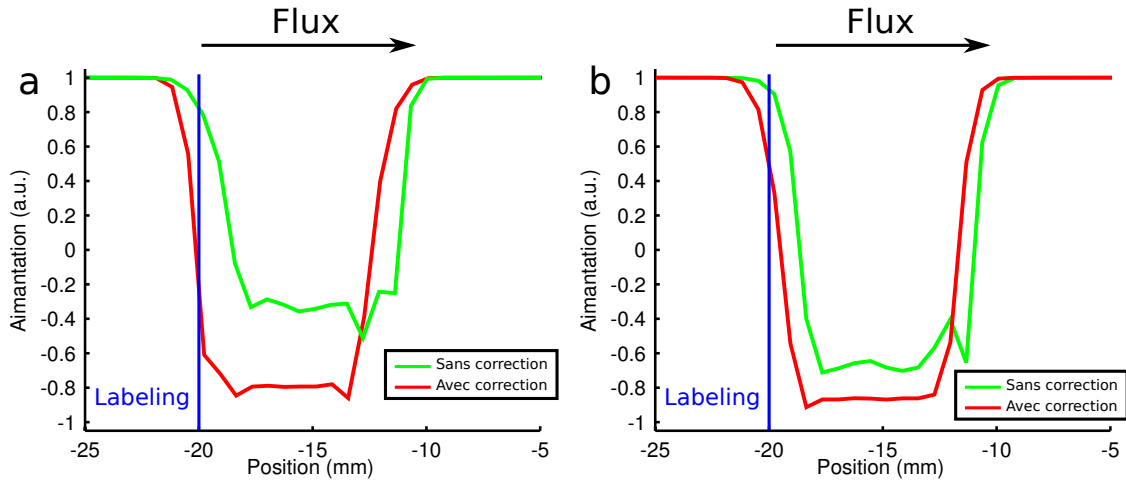 Flux
a
1
0.8
0.6
0.4
0.2
0
-0.2
-0.4
-0.6
-0.8
-1
Aimantation (a.u.)
Labeling
Sans correction
Avec correction
-25 -20 -15 -10 -5
Position (mm)
Flux
b
1
0.8
0.6
0.4
0.2
0
-0.2
-0.4
-0.6
-0.8
-1
Aimantation (a.u.)
Labeling
Sans correction
Avec correction
-25 -20 -15 -10 -5
Position (mm)